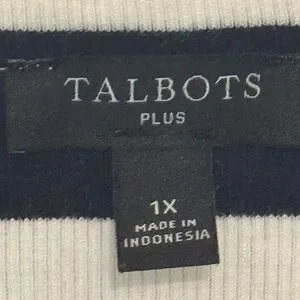 TALBOTS
PLUS
1X
MADE IN
INDONESIA